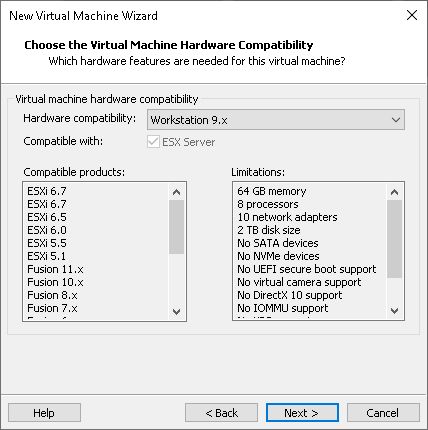 New Virtual Machine Wizard
Choose the Virtual Machine Hardware Compatibility
Which hardware features are needed for this virtual machine?
Virtual machine hardware compatibility
Hardware compatibility: Workstation 9.x
Compatible with: ESX Server
Compatible products:
ESXi 6.7
ESXi 6.7
ESXi 6.5
ESXi 6.0
ESXi 5.5
ESXi 5.1
Fusion 11.x
Fusion 10.x
Fusion 8.x
Fusion 7.x
Limitations:
64 GB memory
8 processors
10 network adapters
2 TB disk size
No SATA devices
No NVMe devices
No UEFI secure boot support
No virtual camera support
No DirectX 10 support
No IOMMU support
Help
< Back
Next >
Cancel